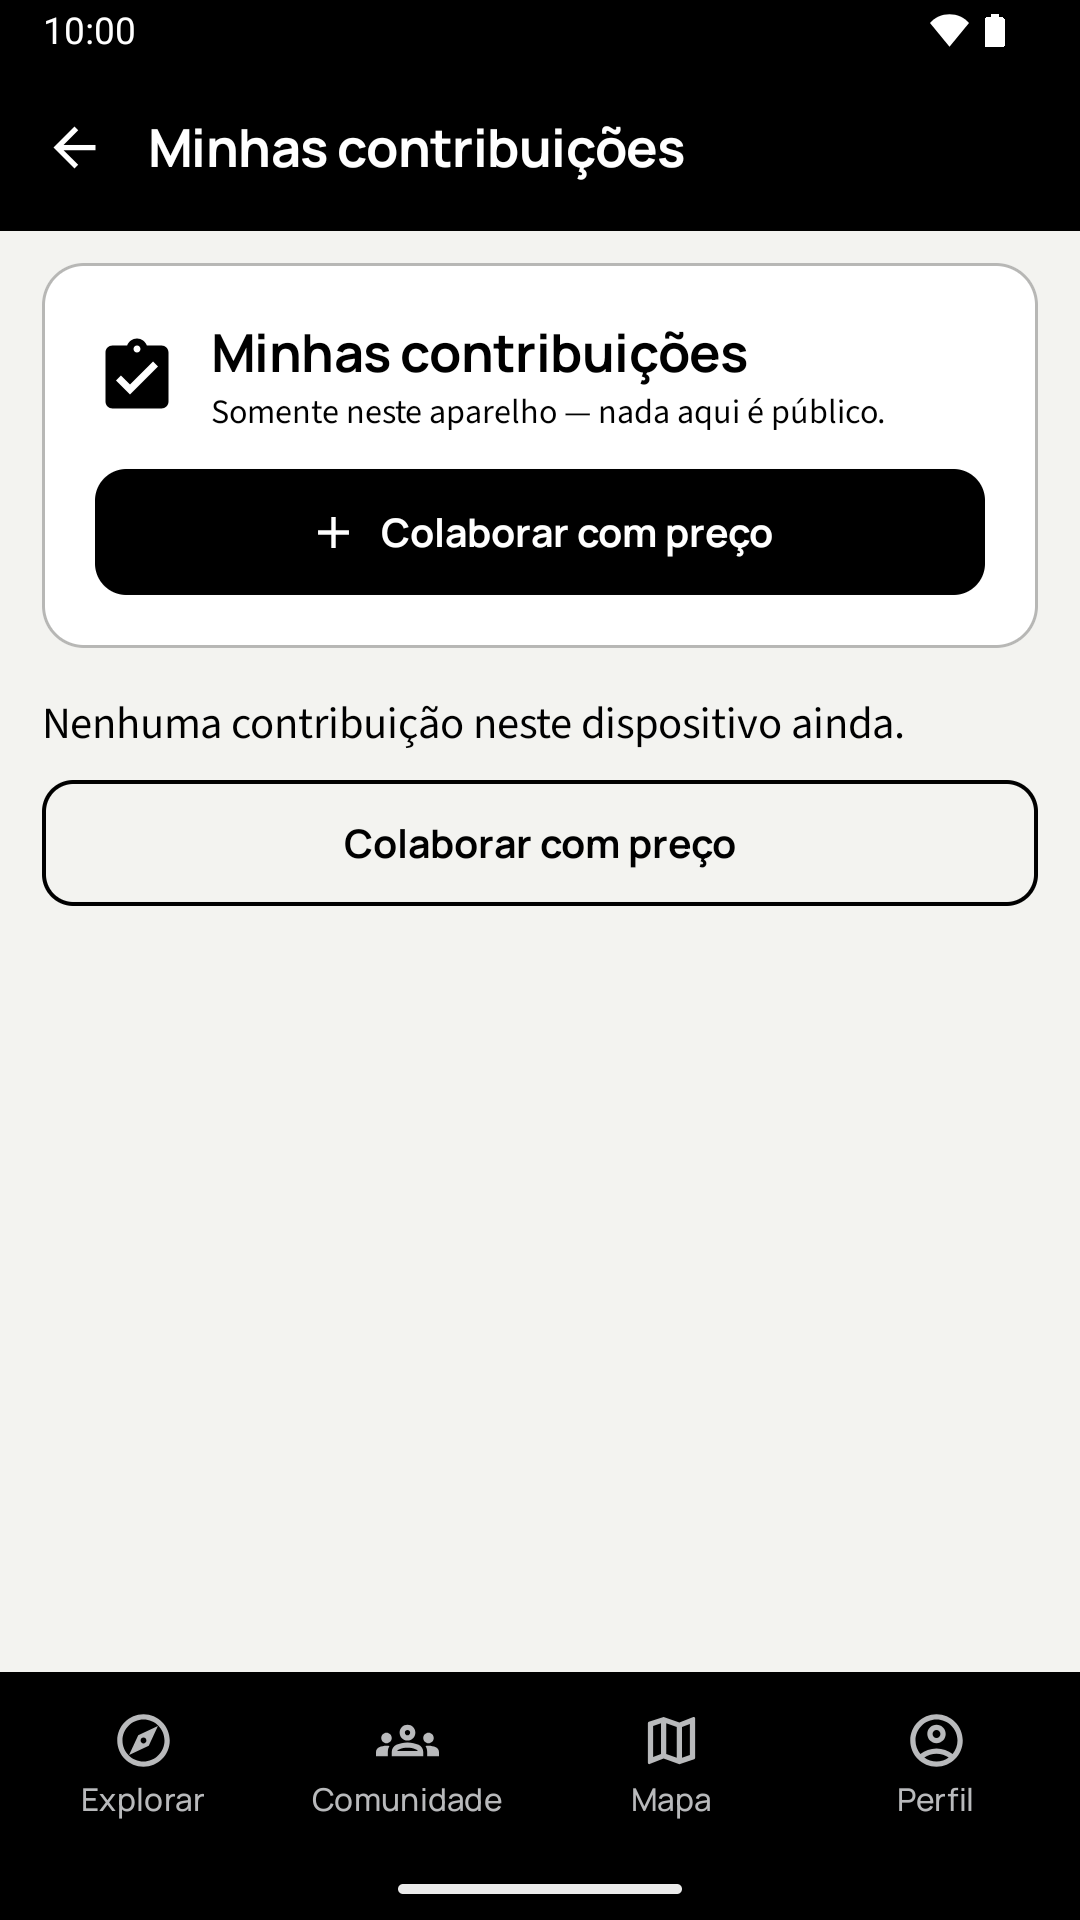 10:00
Minhas contribuições
Minhas contribuições
Somente neste aparelho — nada aqui é público.
Colaborar com preço
Nenhuma contribuição neste dispositivo ainda.
Colaborar com preço
Explorar
Comunidade
Mapa
Perfil